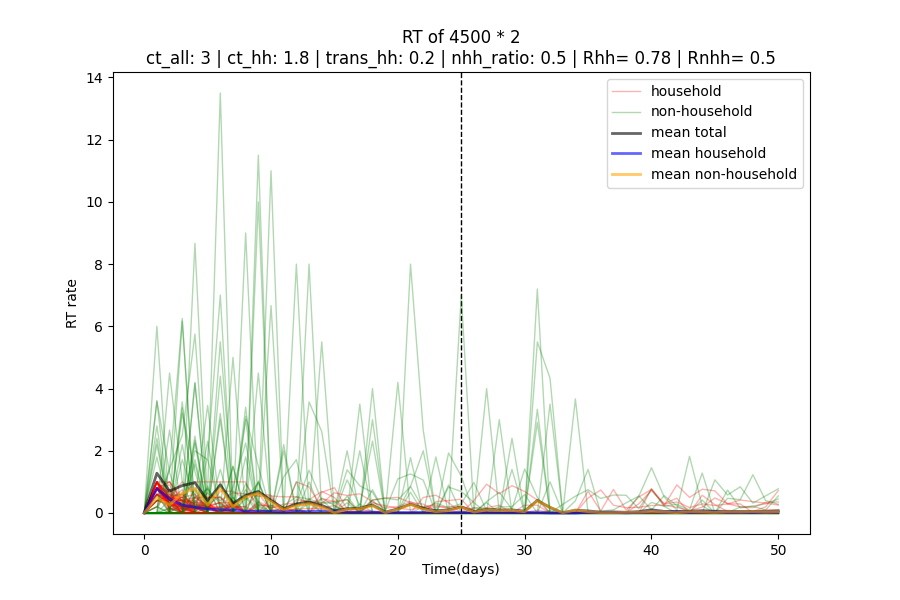 RT of 4500 * 2
ct_all: 3 | ct_hh: 1.8 | trans_hh: 0.2 | nhh_ratio: 0.5 | Rhh= 0.78 | Rnhh= 0.5
household
non-household
mean total
mean household
mean non-household
RT rate
14
12
10
8
6
4
2
0
0 10 20 30 40 50
Time(days)